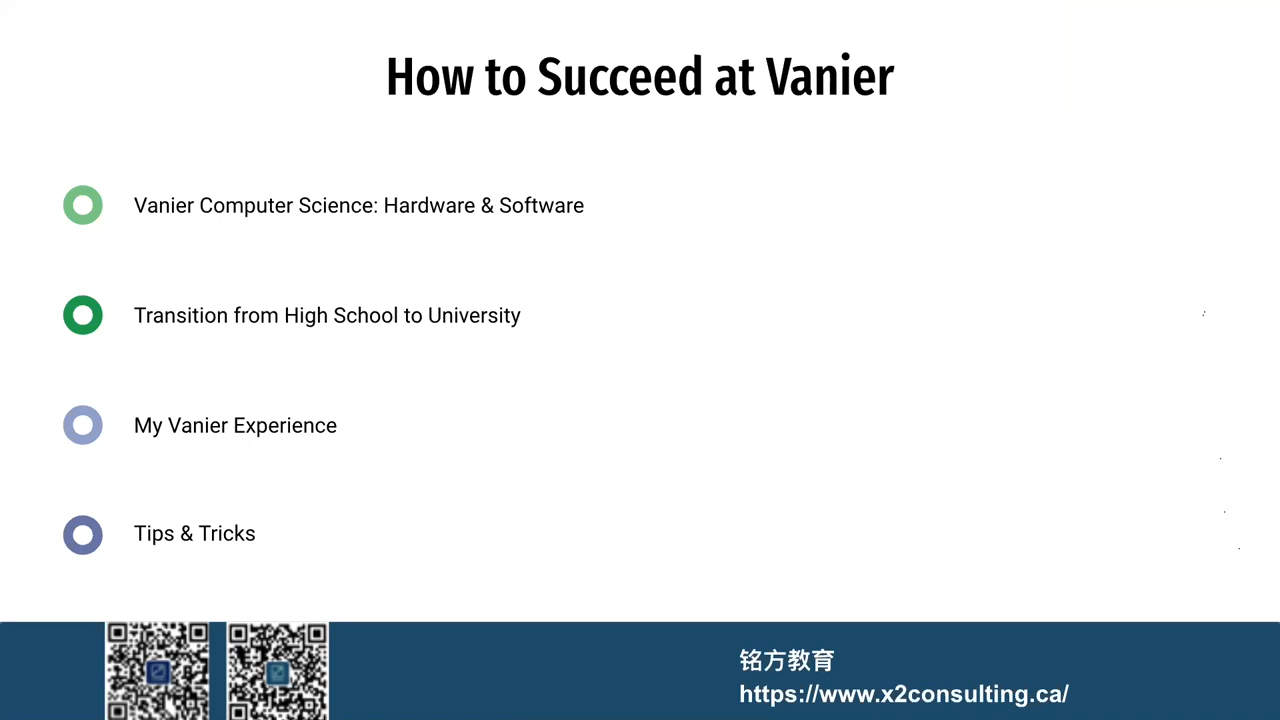 How to Succeed at Vanier
Vanier Computer Science: Hardware & Software
Transition from High School to University
My Vanier Experience
Tips & Tricks
铭方教育
https://www.x2consulting.ca/